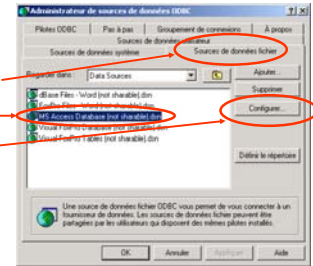 Administrateur de sources de données ODBC
Pilotes ODBC Pas à pas Groupement de connexions A propos
Sources de données utilisateur
Sources de données système Sources de données fichier
Regarder dans : Data Sources Ajouter...
Supprimer
dBase Files - Word (not sharable).dsn
FoxPro Files - Word (not sharable).dsn Configurer...
MS Access Database (not sharable).dsn
Visual FoxPro Database (not sharable).dsn
Visual FoxPro Tables (not sharable).dsn
Définir le répertoire
Une source de données fichier ODBC vous permet de vous connecter à un
fournisseur de données. Les sources de données fichier peuvent être
partagées par les utilisateurs qui disposent des mêmes pilotes installés.
OK Annuler Appliquer Aide